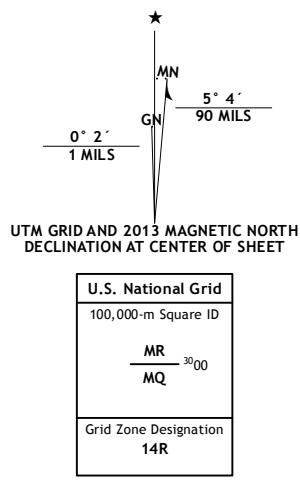 ★
MN
5° 4´
90 MILS
GN
0° 2´
1 MILS
UTM GRID AND 2013 MAGNETIC NORTH
DECLINATION AT CENTER OF SHEET
U.S. National Grid
100,000-m Square ID
MR
3000
MQ
Grid Zone Designation
14R